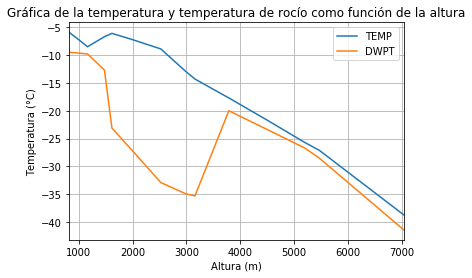 Gráfica de la temperatura y temperatura de rocío como función de la altura
TEMP
DWPT
Temperatura (°C)
−5
−10
−15
−20
−25
−30
−35
−40
1000 2000 3000 4000 5000 6000 7000
Altura (m)